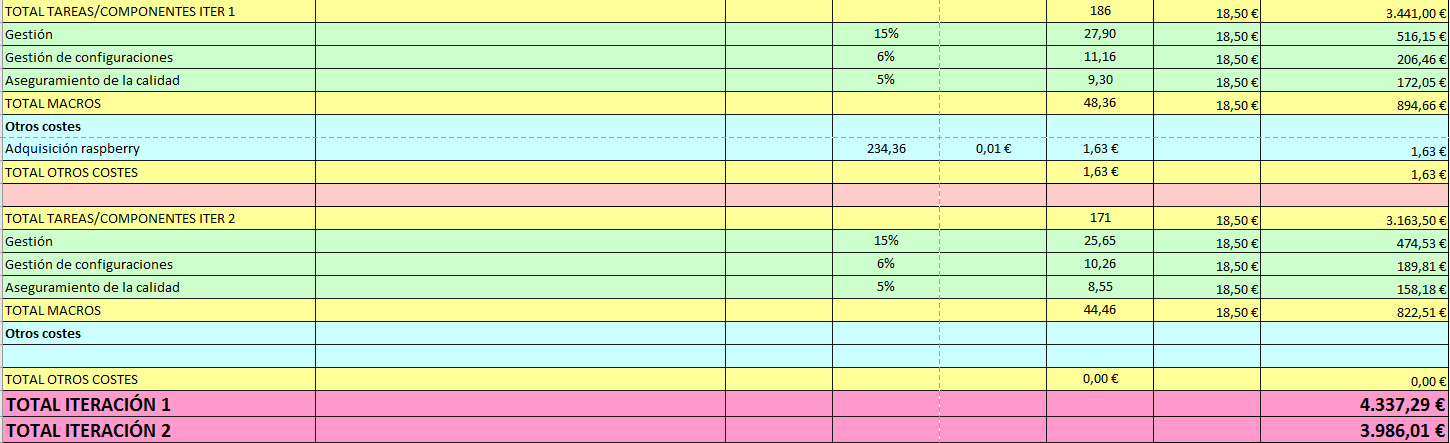 TOTAL TAREAS/COMPONENTES ITER 1 186 18,50 € 3.441,00 €
Gestión 15% 27,90 18,50 € 516,15 €
Gestión de configuraciones 6% 11,16 18,50 € 206,46 €
Aseguramiento de la calidad 5% 9,30 18,50 € 172,05 €
TOTAL MACROS 48,36 18,50 € 894,66 €
Otros costes
Adquisición raspberry 234,36 0,01 € 1,63 € 1,63 €
TOTAL OTROS COSTES 1,63 € 1,63 €
TOTAL TAREAS/COMPONENTES ITER 2 171 18,50 € 3.163,50 €
Gestión 15% 25,65 18,50 € 474,53 €
Gestión de configuraciones 6% 10,26 18,50 € 189,81 €
Aseguramiento de la calidad 5% 8,55 18,50 € 158,18 €
TOTAL MACROS 44,46 18,50 € 822,51 €
Otros costes
TOTAL OTROS COSTES 0,00 € 0,00 €
TOTAL ITERACIÓN 1 4.337,29 €
TOTAL ITERACIÓN 2 3.986,01 €